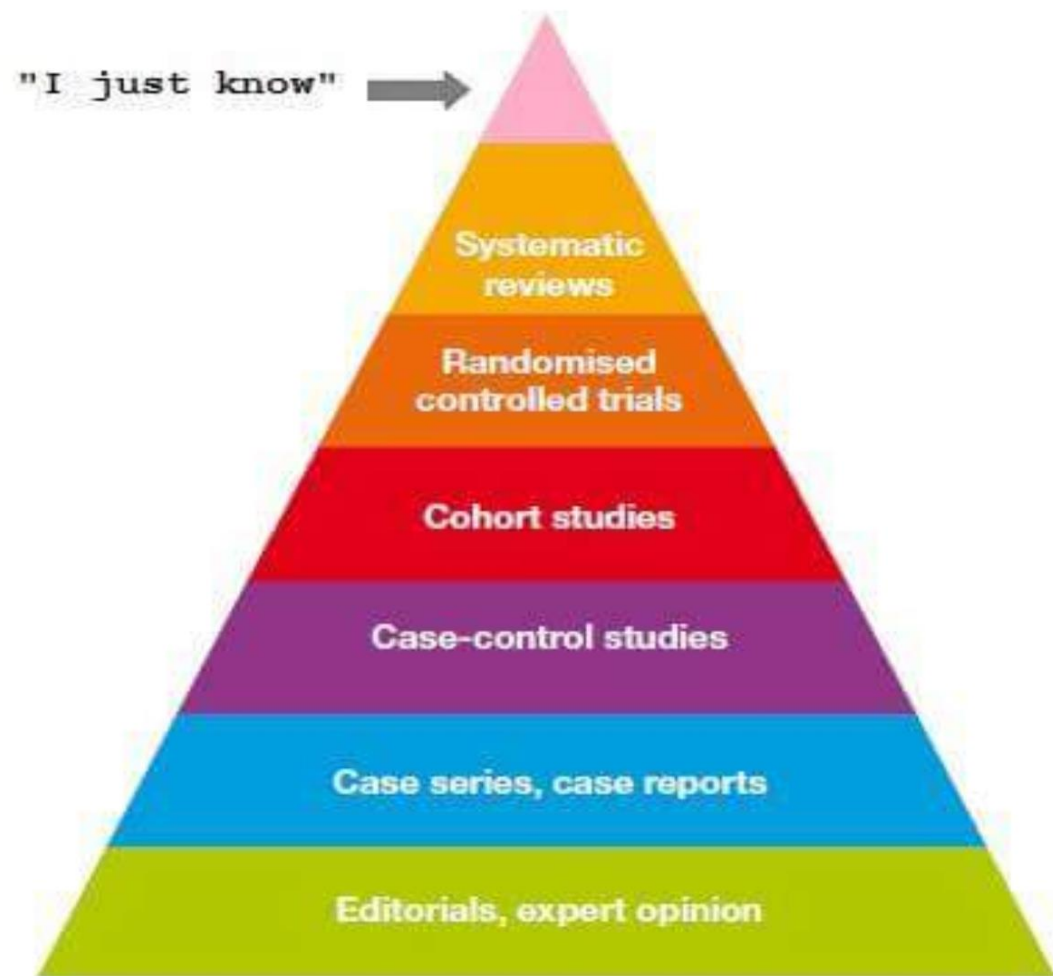 "I just know"
Systematic
reviews
Randomised
controlled trials
Cohort studies
Case-control studies
Case series, case reports
Editorials, expert opinion